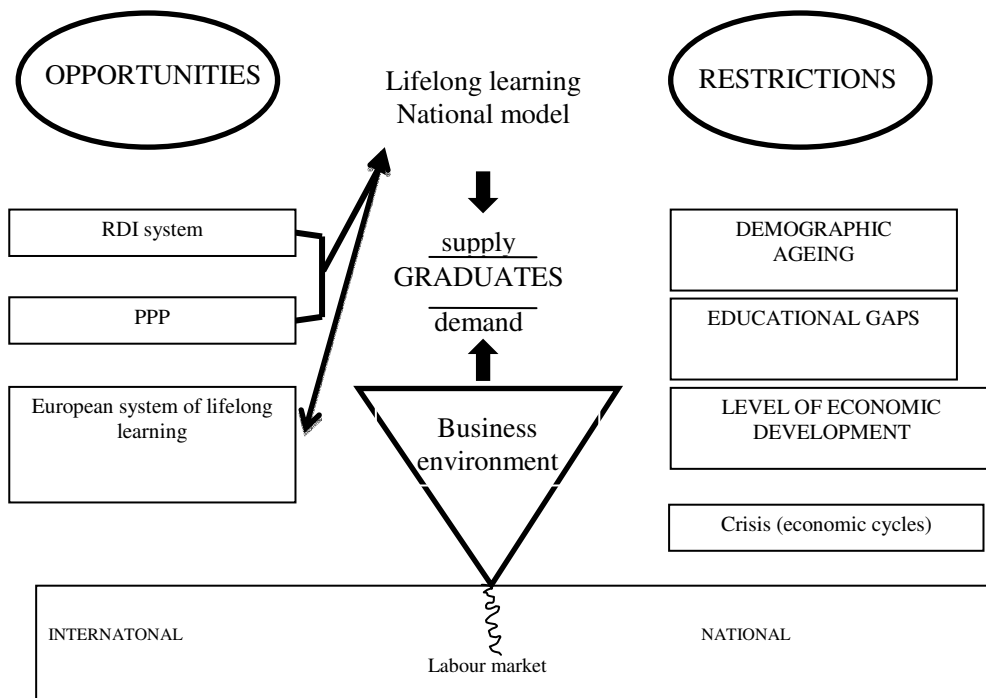 OPPORTUNITIES
Lifelong learning
National model
RESTRICTIONS
RDI system
PPP
European system of lifelong
learning
supply
GRADUATES
demand
Business
environment
DEMOGRAPHIC
AGEING
EDUCATIONAL GAPS
LEVEL OF ECONOMIC
DEVELOPMENT
Crisis (economic cycles)
INTERNATONAL
NATIONAL
Labour market